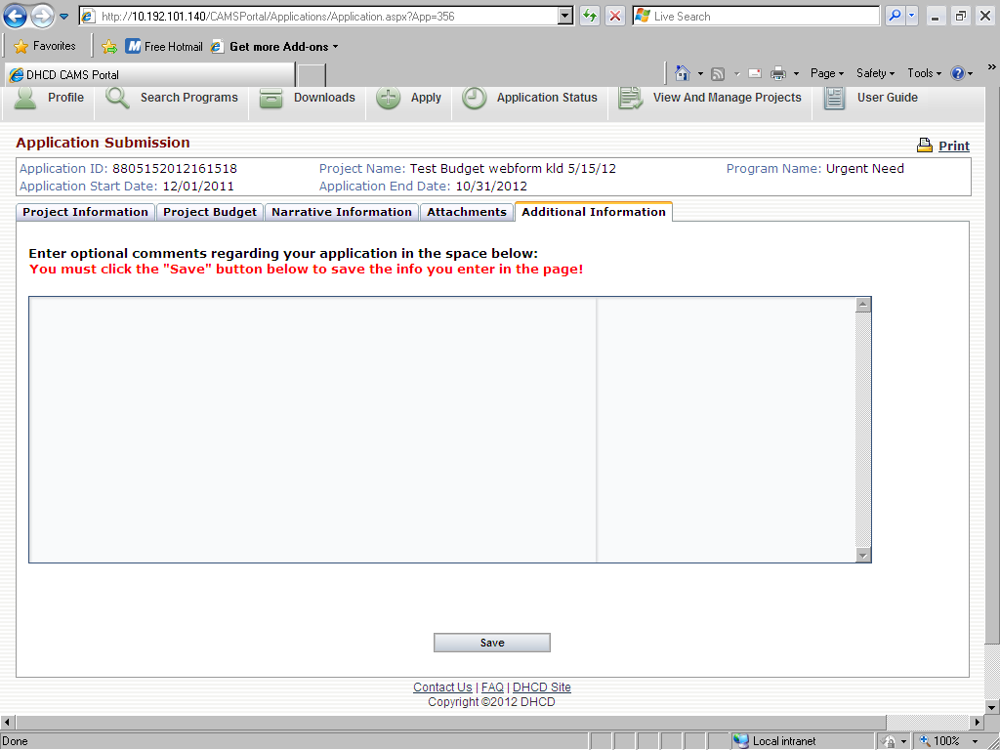 http://10.192.101.140/CAMSPortal/Applications/Application.aspx?App=356
Live Search
Favorites
Free Hotmail
Get more Add-ons
DHCD CAMS Portal
Page
Safety
Tools
»
Profile
Search Programs
Downloads
Apply
Application Status
View And Manage Projects
User Guide
Application Submission
Print
Application ID: 8805152012161518
Project Name: Test Budget webform kld 5/15/12
Program Name: Urgent Need
Application Start Date: 12/01/2011
Application End Date: 10/31/2012
Project Information
Project Budget
Narrative Information
Attachments
Additional Information
Enter optional comments regarding your application in the space below:
You must click the "Save" button below to save the info you enter in the page!
Save
Contact Us | FAQ | DHCD Site
Copyright ©2012 DHCD
Done
Local intranet
100%